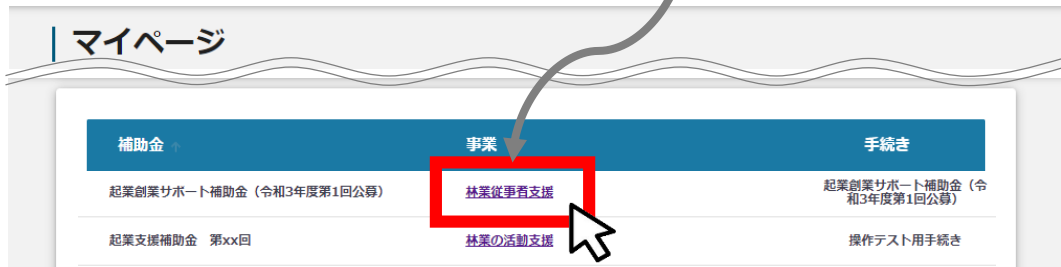 マイページ
補助金 ↑ 事業 手続き
起業創業サポート補助金（令和3年度第1回公募） 林業従事者支援 起業創業サポート補助金（令
和3年度第1回公募）
起業支援補助金　第xx回 林業の活動支援 操作テスト用手続き